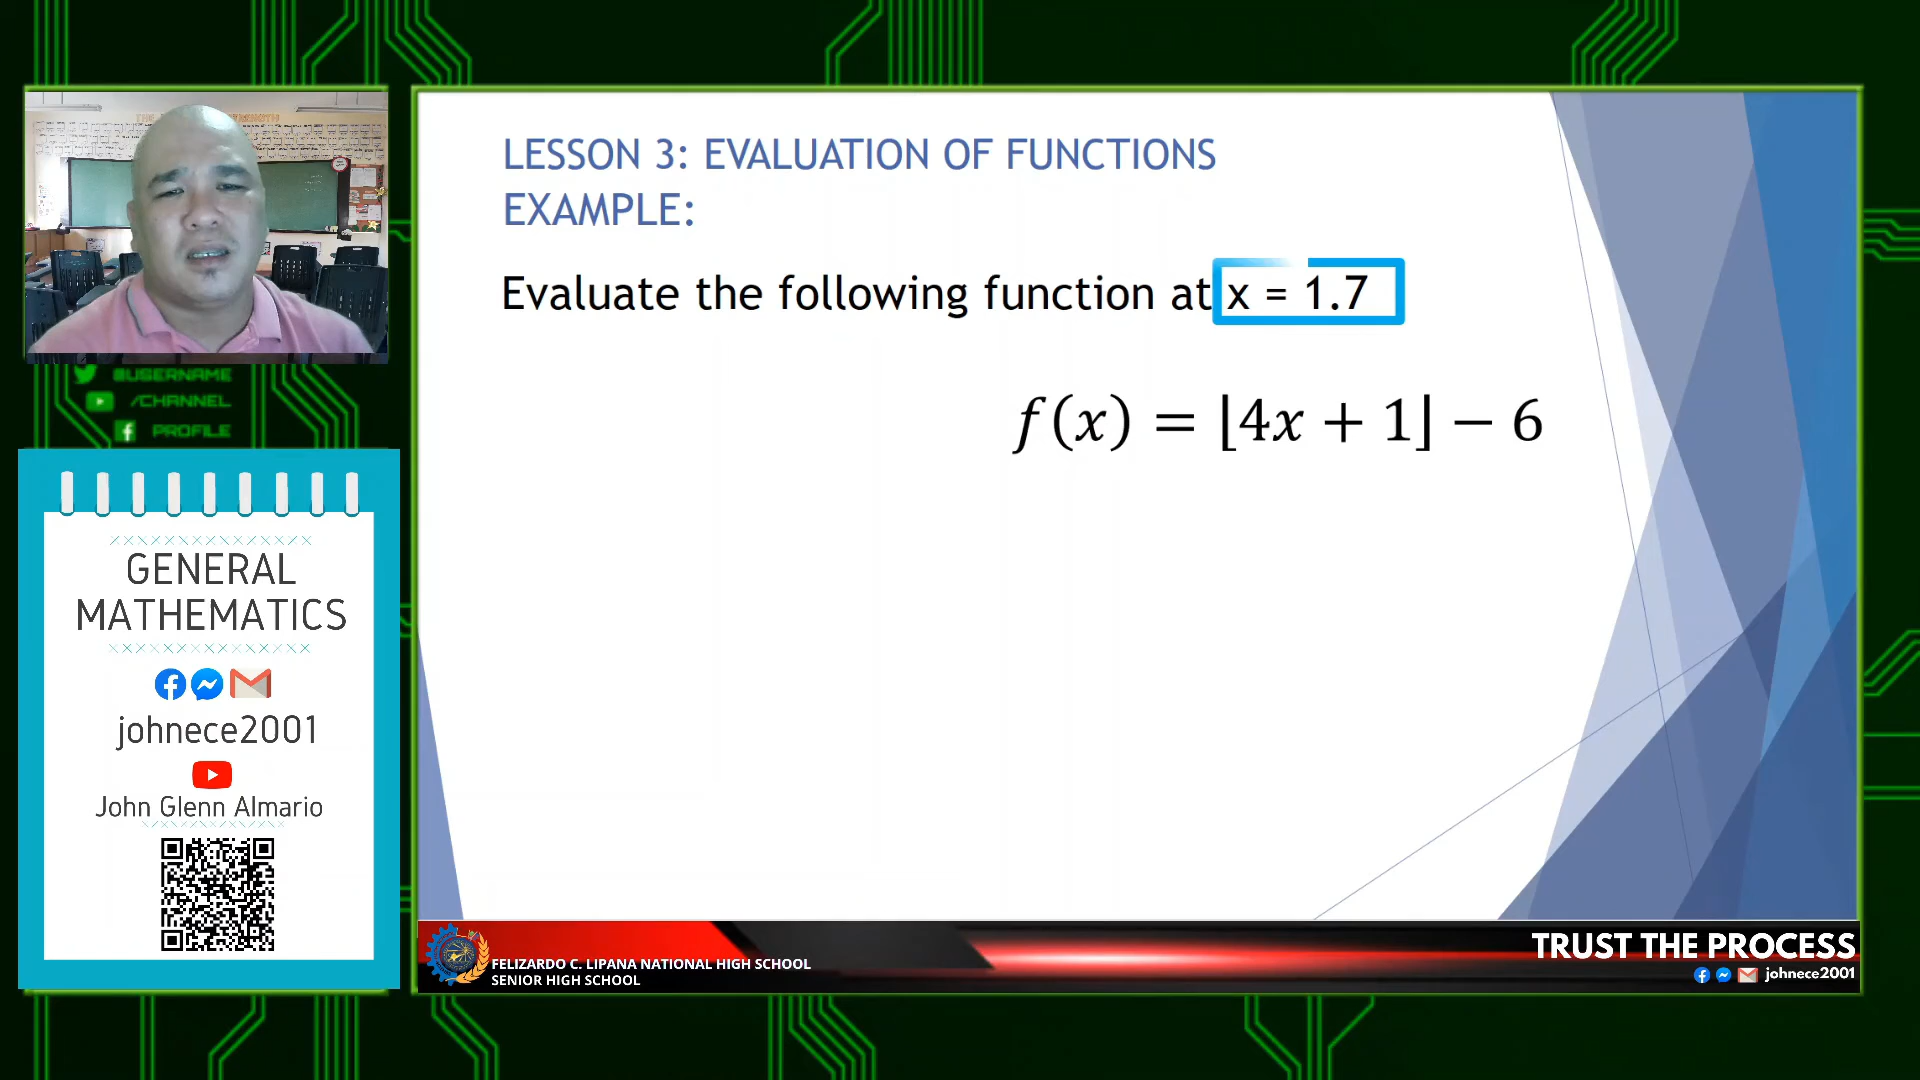 LESSON 3: EVALUATION OF FUNCTIONS
EXAMPLE:
Evaluate the following function at x = 1.7
f(x) = ⌊4x + 1⌋ − 6
@USERNAME
/CHANNEL
PROFILE
GENERAL
MATHEMATICS
johnece2001
John Glenn Almario
FELIZARDO C. LIPANA NATIONAL HIGH SCHOOL
SENIOR HIGH SCHOOL
TRUST THE PROCESS
johnece2001